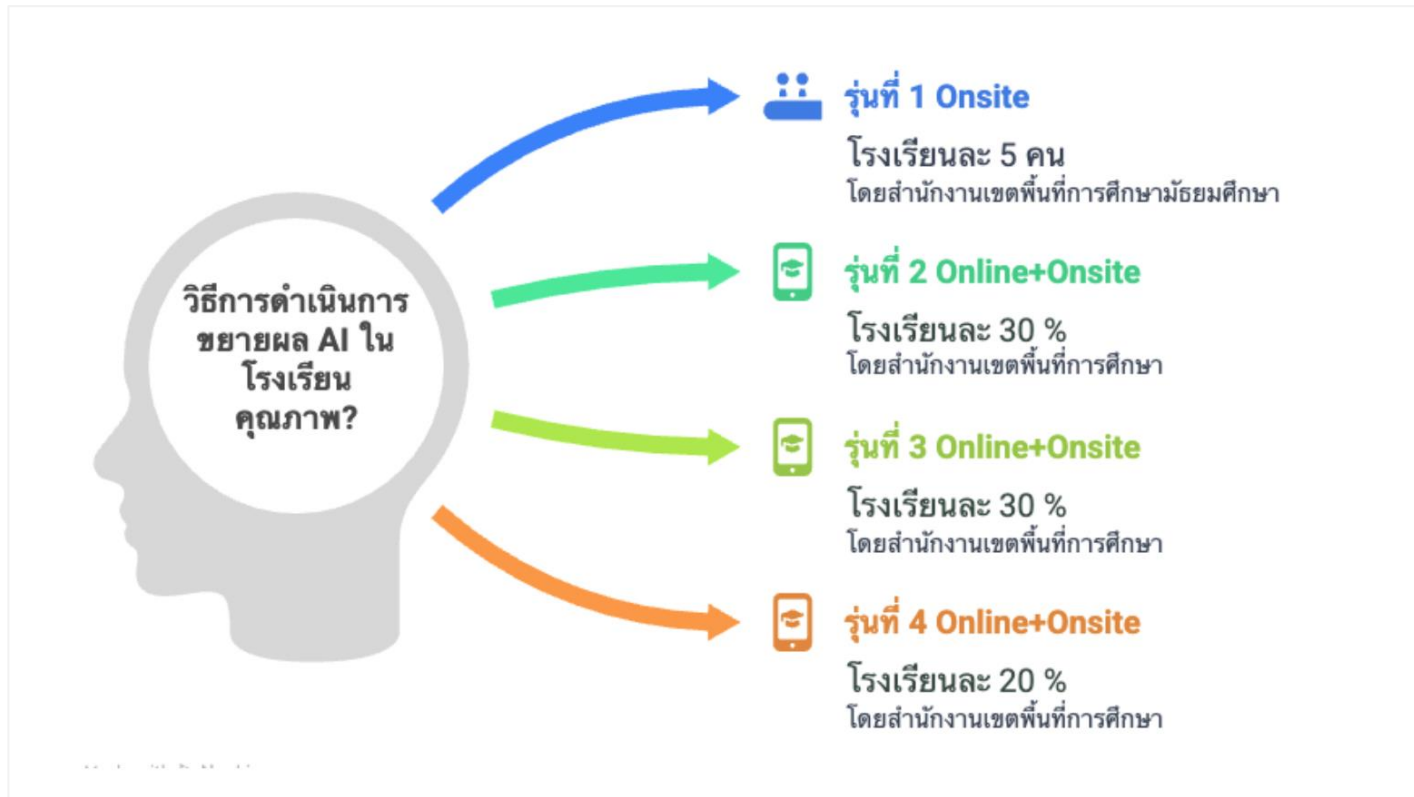 วิธีการดำเนินการ
ขยายผล AI ใน
โรงเรียน
คุณภาพ?
รุ่นที่ 1 Onsite
โรงเรียนละ 5 คน
โดยสำนักงานเขตพื้นที่การศึกษามัธยมศึกษา
รุ่นที่ 2 Online+Onsite
โรงเรียนละ 30 %
โดยสำนักงานเขตพื้นที่การศึกษา
รุ่นที่ 3 Online+Onsite
โรงเรียนละ 30 %
โดยสำนักงานเขตพื้นที่การศึกษา
รุ่นที่ 4 Online+Onsite
โรงเรียนละ 20 %
โดยสำนักงานเขตพื้นที่การศึกษา